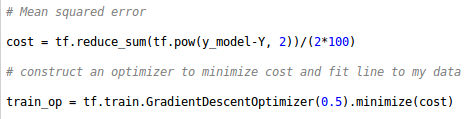 # Mean squared error
cost = tf.reduce_sum(tf.pow(y_model-Y, 2))/(2*100)
# construct an optimizer to minimize cost and fit line to my data
train_op = tf.train.GradientDescentOptimizer(0.5).minimize(cost)